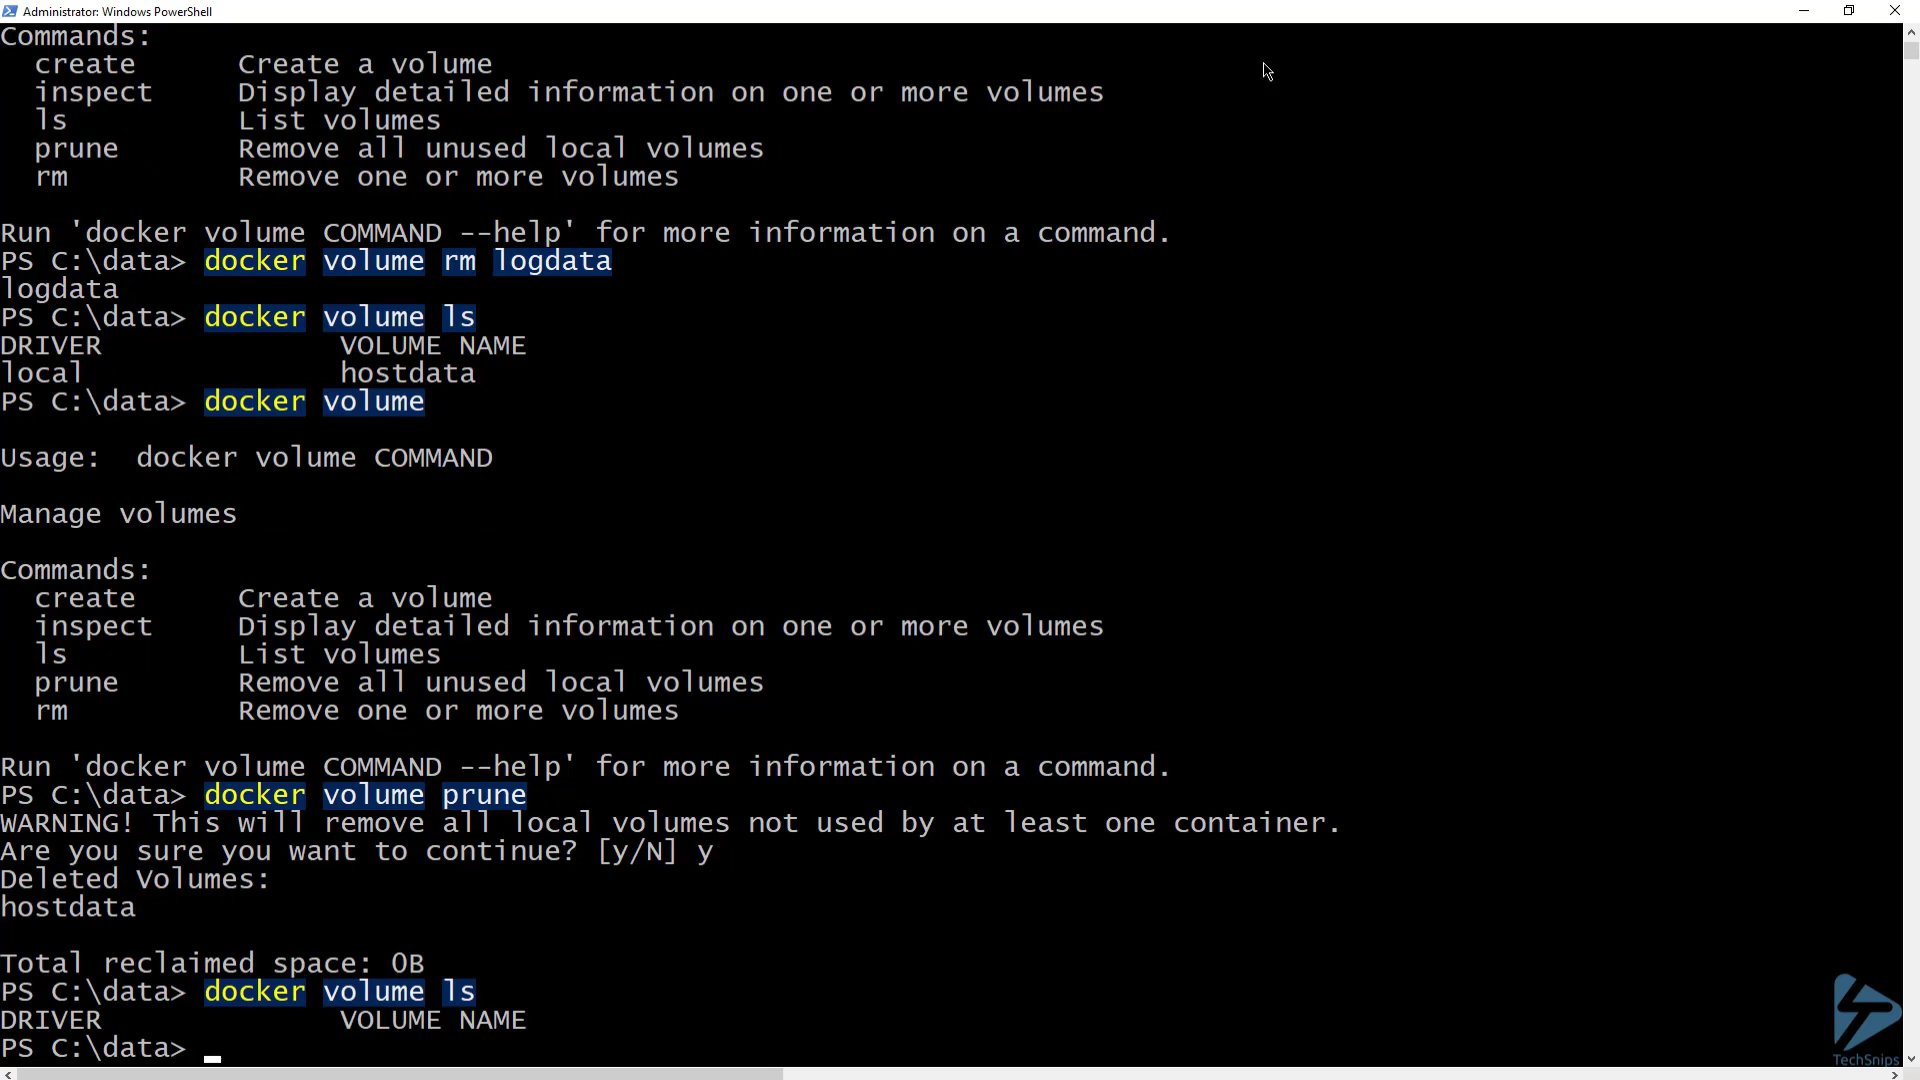 Administrator: Windows PowerShell
Commands:
  create      Create a volume
  inspect     Display detailed information on one or more volumes
  ls          List volumes
  prune       Remove all unused local volumes
  rm          Remove one or more volumes

Run 'docker volume COMMAND --help' for more information on a command.
PS C:\data> docker volume rm logdata
logdata
PS C:\data> docker volume ls
DRIVER              VOLUME NAME
local               hostdata
PS C:\data> docker volume

Usage:  docker volume COMMAND

Manage volumes

Commands:
  create      Create a volume
  inspect     Display detailed information on one or more volumes
  ls          List volumes
  prune       Remove all unused local volumes
  rm          Remove one or more volumes

Run 'docker volume COMMAND --help' for more information on a command.
PS C:\data> docker volume prune
WARNING! This will remove all local volumes not used by at least one container.
Are you sure you want to continue? [y/N] y
Deleted Volumes:
hostdata

Total reclaimed space: 0B
PS C:\data> docker volume ls
DRIVER              VOLUME NAME
PS C:\data>
TechSnips